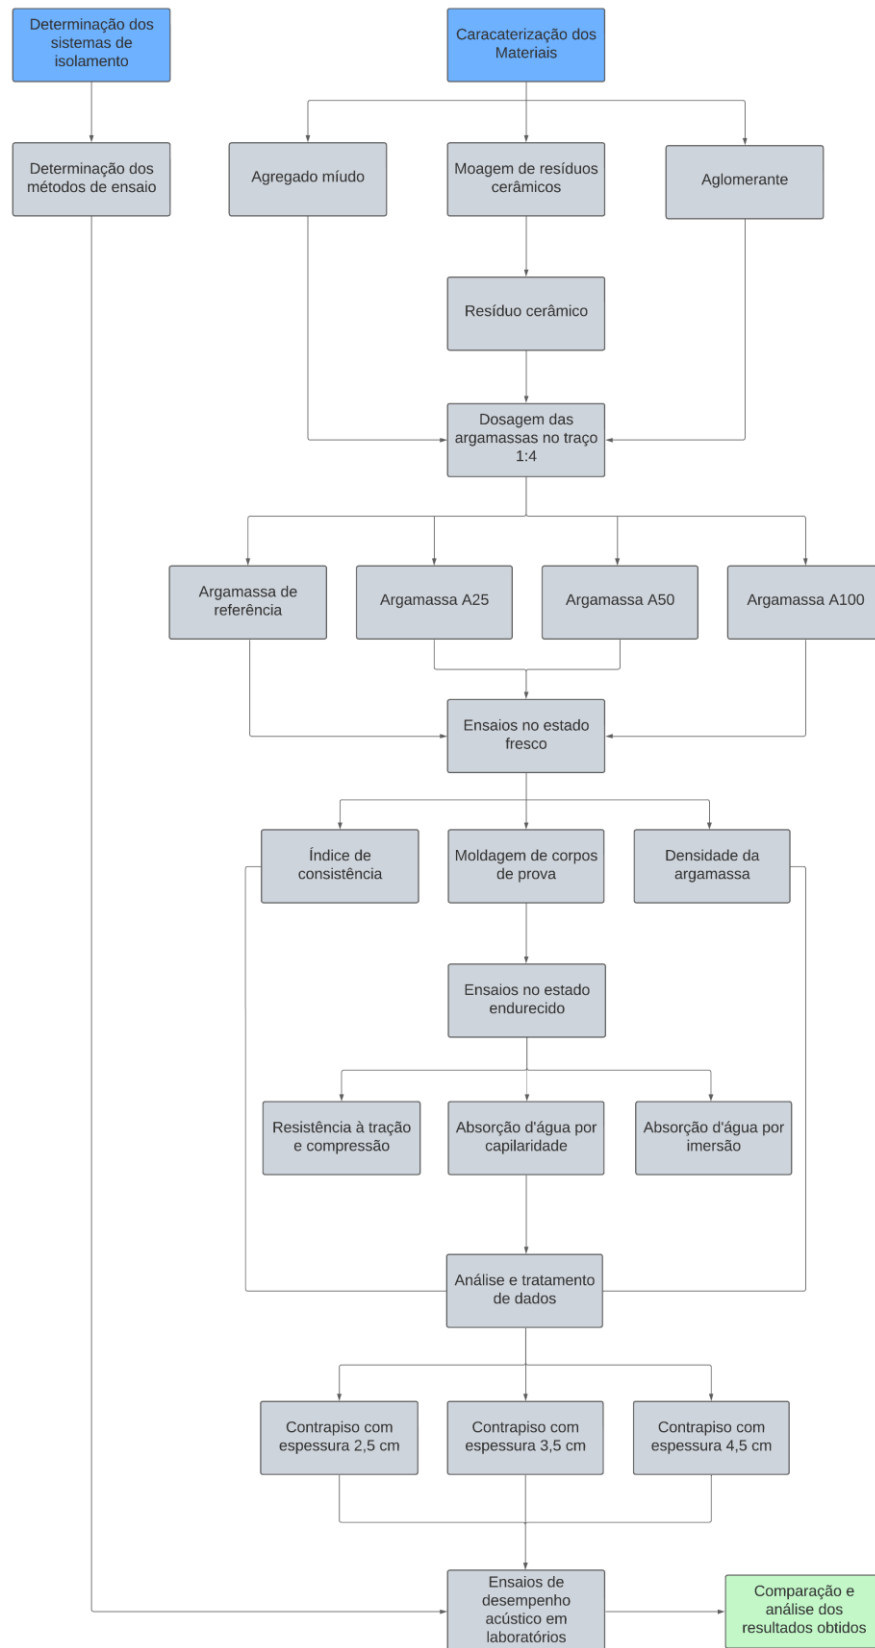 Determinação dos
sistemas de
isolamento
Caracaterização dos
Materiais
Determinação dos
métodos de ensaio
Agregado míudo
Moagem de resíduos
cerâmicos
Aglomerante
Resíduo cerâmico
Dosagem das
argamassas no traço
1:4
Argamassa de
referência
Argamassa A25
Argamassa A50
Argamassa A100
Ensaios no estado
fresco
Índice de
consistência
Moldagem de corpos
de prova
Densidade da
argamassa
Ensaios no estado
endurecido
Resistência à tração
e compressão
Absorção d'água por
capilaridade
Absorção d'água por
imersão
Análise e tratamento
de dados
Contrapiso com
espessura 2,5 cm
Contrapiso com
espessura 3,5 cm
Contrapiso com
espessura 4,5 cm
Ensaios de
desempenho
acústico em
laboratórios
Comparação e
análise dos
resultados obtidos